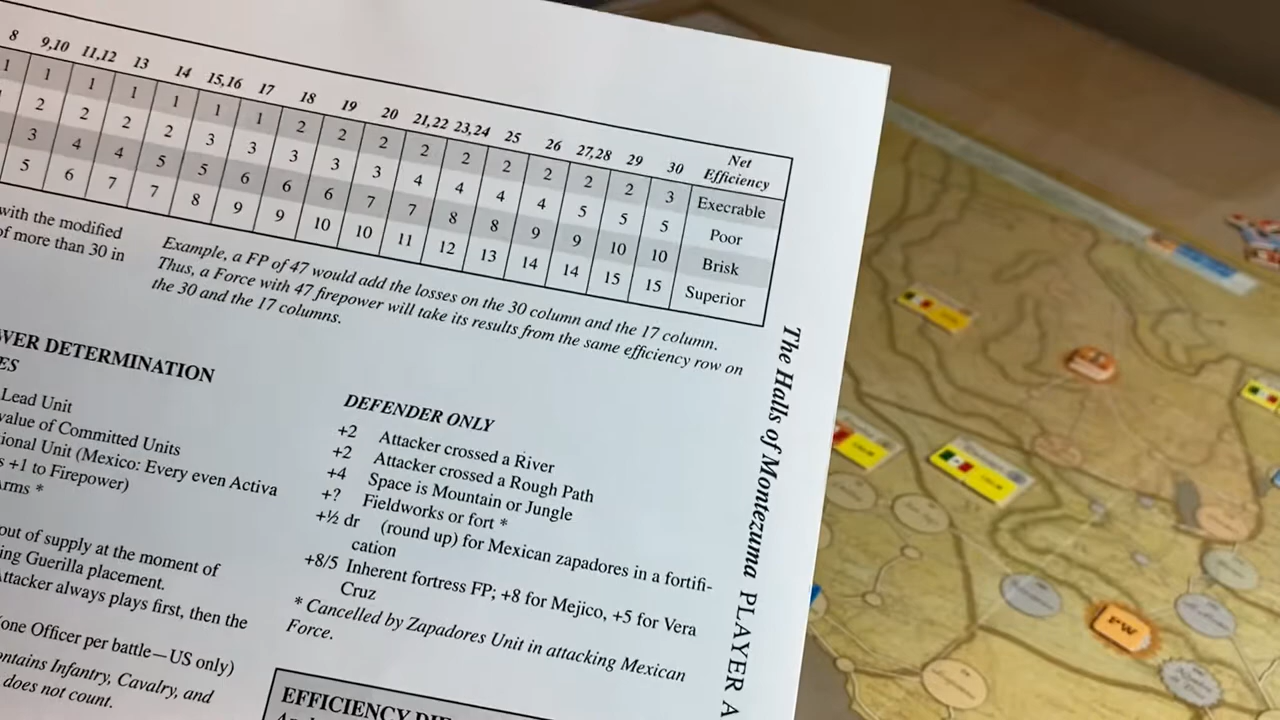 8 9,10 11,12 13 14 15,16 17 18 19 20 21,22 23,24 25 26 27,28 29 30 Net Efficiency
1 1 1 1 1 1 1 2 2 2 2 2 2 2 2 2 3 Execrable
2 2 2 2 3 3 3 3 3 4 4 4 4 5 5 5 Poor
3 4 4 5 5 6 6 6 7 7 8 8 9 9 10 10 Brisk
5 6 7 7 8 9 9 10 10 11 12 13 14 14 15 15 Superior
with the modified
of more than 30 in
Example, a FP of 47 would add the losses on the 30 column and the 17 column.
Thus, a Force with 47 firepower will take its results from the same efficiency row on
the 30 and the 17 columns.
DETERMINATION
Lead Unit
value of Committed Units
Unit (Mexico: Every even Activa
+1 to Firepower)
*
out of supply at the moment of
Guerilla placement.
always plays first, then the
one Officer per battle—US only)
Infantry, Cavalry, and
does not count.
DEFENDER ONLY
+2 Attacker crossed a River
+2 Attacker crossed a Rough Path
+4 Space is Mountain or Jungle
+? Fieldworks or fort *
+½ dr (round up) for Mexican zapadores in a fortifi-
cation
+8/5 Inherent fortress FP; +8 for Mejico, +5 for Vera
Cruz
* Cancelled by Zapadores Unit in attacking Mexican
Force.
EFFICIENCY
The Halls of Montezuma PLAYER A
PW